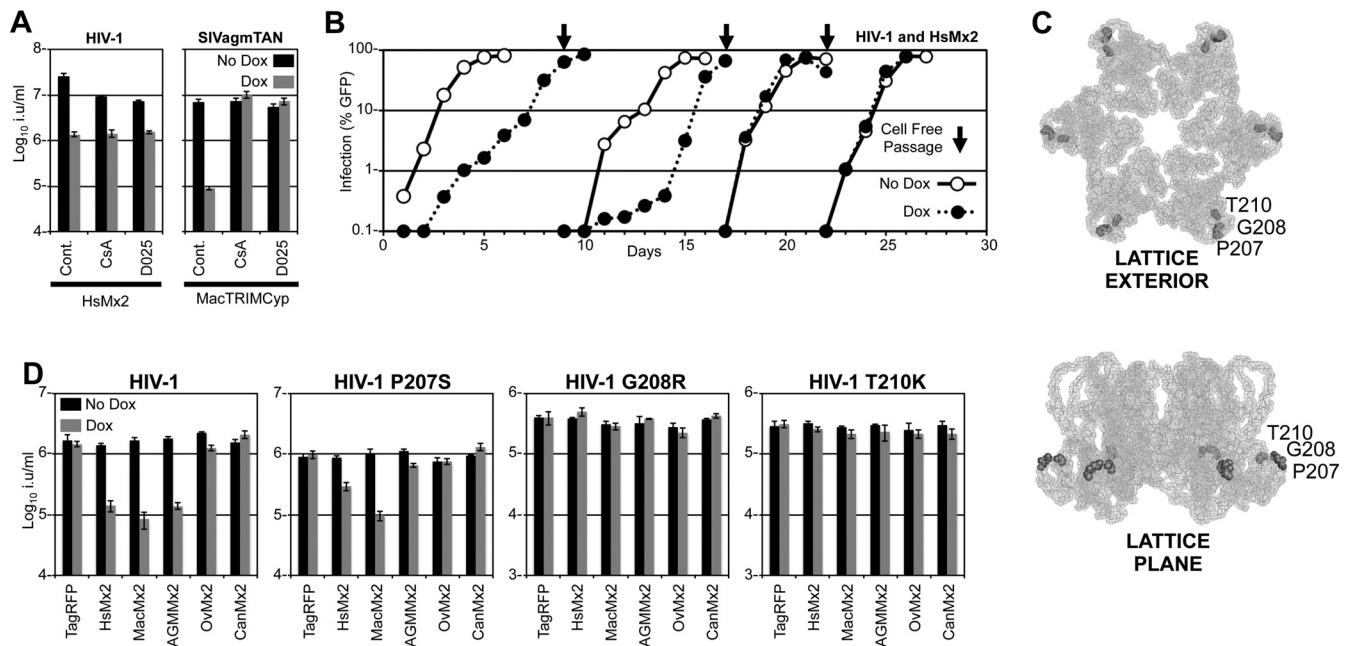 A
HIV-1
SIVagmTAN
No Dox
Dox
8
7
6
5
4
Log10 i.u/ml
Cont.
CsA
D025
Cont.
CsA
D025
HsMx2
MacTRIMCyp
B
HIV-1 and HsMx2
100
10
1
0.1
Infection (% GFP)
Cell Free
Passage
No Dox
Dox
0
5
10
15
20
25
30
Days
C
T210
G208
P207
LATTICE
EXTERIOR
T210
G208
P207
LATTICE
PLANE
D
HIV-1
No Dox
Dox
7
6
5
4
Log10 i.u/ml
TagRFP
HsMx2
MacMx2
AGMMx2
OvMx2
CanMx2
HIV-1 P207S
7
6
5
4
TagRFP
HsMx2
MacMx2
AGMMx2
OvMx2
CanMx2
HIV-1 G208R
6
5
4
3
TagRFP
HsMx2
MacMx2
AGMMx2
OvMx2
CanMx2
HIV-1 T210K
6
5
4
3
TagRFP
HsMx2
MacMx2
AGMMx2
OvMx2
CanMx2